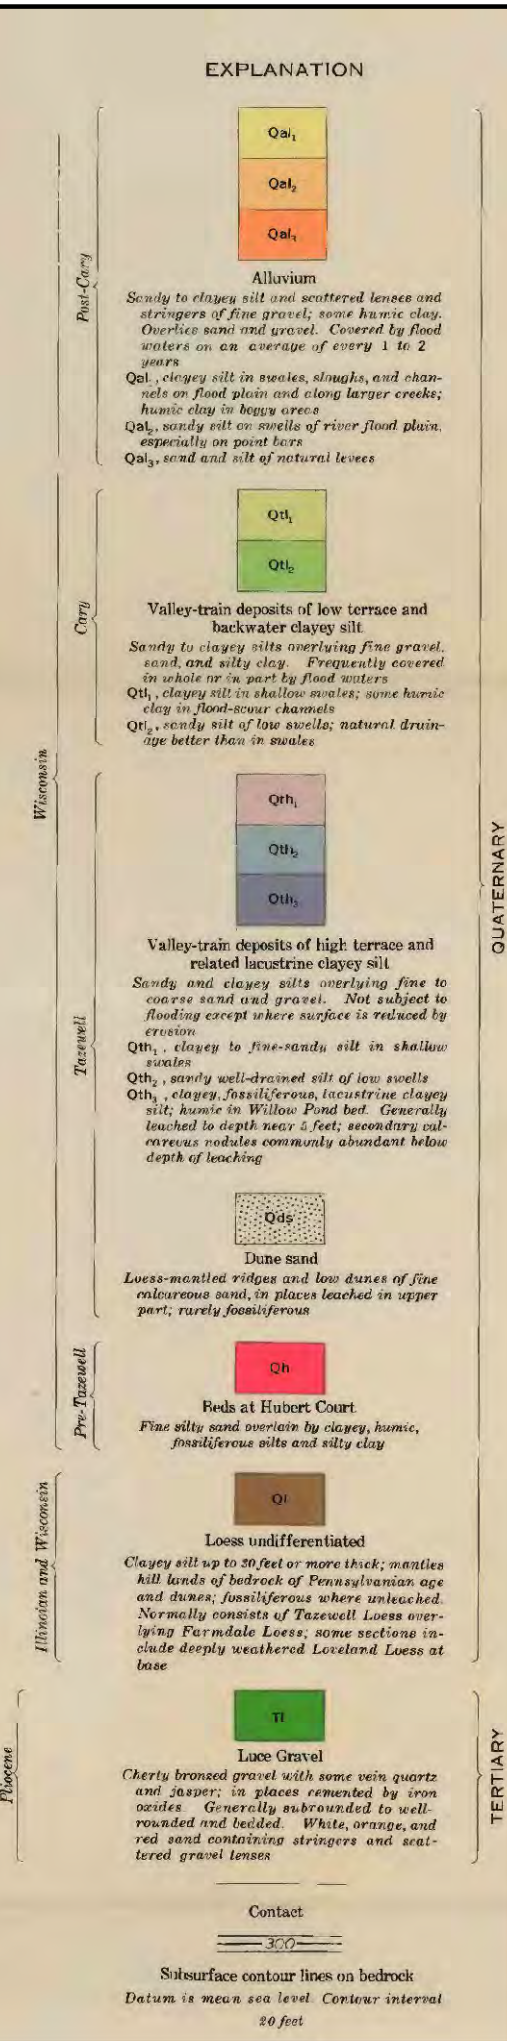 EXPLANATION
Qal₁
Qal₂
Qal₃
Alluvium
Sandy to clayey silt and scattered lenses and
stringers of fine gravel; some humic clay.
Overlies sand and gravel. Covered by flood
waters on an average of every 1 to 2
years
Qal, clayey silt in swales, sloughs, and chan-
nels on flood plain and along larger creeks;
humic clay in boggy areas
Qal₂, sandy silt on swells of river flood plain,
especially on point bars
Qal₃, sand and silt of natural levees
Post-Cary
Qtl₁
Qtl₂
Valley-train deposits of low terrace and
backwater clayey silt
Sandy to clayey silts overlying fine gravel,
sand, and silty clay. Frequently covered
in whole or in part by flood waters
Qtl₁, clayey silt in shallow swales; some humic
clay in flood-scour channels
Qtl₂, sandy silt of low swells; natural drain-
age better than in swales
Cary
Qth₁
Qth₂
Qth₃
Valley-train deposits of high terrace and
related lacustrine clayey silt
Sandy and clayey silts overlying fine to
coarse sand and gravel. Not subject to
flooding except where surface is reduced by
erosion
Qth₁, clayey to fine-sandy silt in shallow
swales
Qth₂, sandy well-drained silt of low swells
Qth₃, clayey, fossiliferous, lacustrine clayey
silt; humic in Willow Pond bed. Generally
leached to depth near 5 feet; secondary cal-
careous nodules commonly abundant below
depth of leaching
Qds
Dune sand
Loess-mantled ridges and low dunes of fine
calcareous sand, in places leached in upper
part; rarely fossiliferous
Tazewell
Qh
Beds at Hubert Court
Fine silty sand overlain by clayey, humic,
fossiliferous silts and silty clay
Pre-Tazewell
Wisconsin
Ql
Loess undifferentiated
Clayey silt up to 30 feet or more thick; mantles
hill lands of bedrock of Pennsylvanian age
and dunes; fossiliferous where unleached.
Normally consists of Tazewell Loess over-
lying Farmdale Loess; some sections in-
clude deeply weathered Loveland Loess at
base
Illinoian and Wisconsin
QUATERNARY
Tl
Luce Gravel
Cherty bronzed gravel with some vein quartz
and jasper; in places cemented by iron
oxides Generally subrounded to well-
rounded and bedded. White, orange, and
red sand containing stringers and scat-
tered gravel lenses
Pliocene
TERTIARY
Contact
300
Subsurface contour lines on bedrock
Datum is mean sea level Contour interval
20 feet